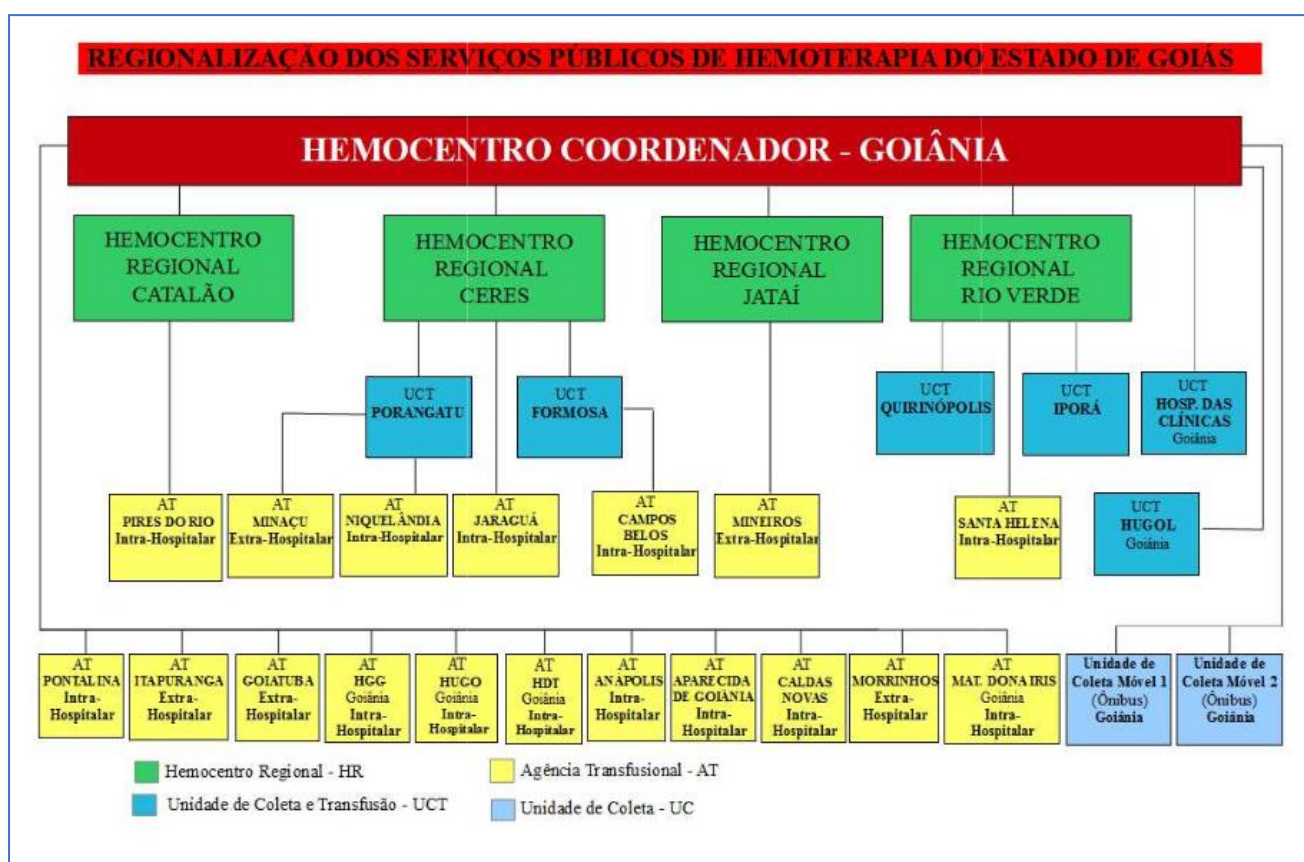 REGIONALIZAÇÃO DOS SERVIÇOS PÚBLICOS DE HEMOTERAPIA DO ESTADO DE GOIÁS
HEMOCENTRO COORDENADOR - GOIÂNIA
HEMOCENTRO
REGIONAL
CATALÃO
HEMOCENTRO
REGIONAL
CERES
HEMOCENTRO
REGIONAL
JATAÍ
HEMOCENTRO
REGIONAL
RIO VERDE
UCT
PORANGATU
UCT
FORMOSA
UCT
QUIRINÓPOLIS
UCT
IPORÁ
UCT
HOSP. DAS
CLÍNICAS
Goiânia
AT
PIRES DO RIO
Intra-Hospitalar
AT
MINAÇU
Extra-Hospitalar
AT
NIQUELÂNDIA
Intra-Hospitalar
AT
JARAGUÁ
Intra-Hospitalar
AT
CAMPOS
BELOS
Intra-Hospitalar
AT
MINEIROS
Extra-Hospitalar
AT
SANTA HELENA
Intra-Hospitalar
UCT
HUGOL
Goiânia
AT
PONTALINA
Intra-
Hospitalar
AT
ITAPURANGA
Extra-
Hospitalar
AT
GOIATUBA
Extra-
Hospitalar
AT
HGG
Goiânia
Intra-
Hospitalar
AT
HUGO
Goiânia
Intra-
Hospitalar
AT
HDT
Goiânia
Intra-
Hospitalar
AT
ANÁPOLIS
Intra-
Hospitalar
AT
APARECIDA
DE GOIÂNIA
Intra-
Hospitalar
AT
CALDAS
NOVAS
Intra-
Hospitalar
AT
MORRINHOS
Extra-
Hospitalar
AT
MAT. DONA IRIS
Goiânia
Intra-
Hospitalar
Unidade de
Coleta Móvel 1
(Ônibus)
Goiânia
Unidade de
Coleta Móvel 2
(Ônibus)
Goiânia
Hemocentro Regional - HR
Agência Transfusional - AT
Unidade de Coleta e Transfusão - UCT
Unidade de Coleta - UC